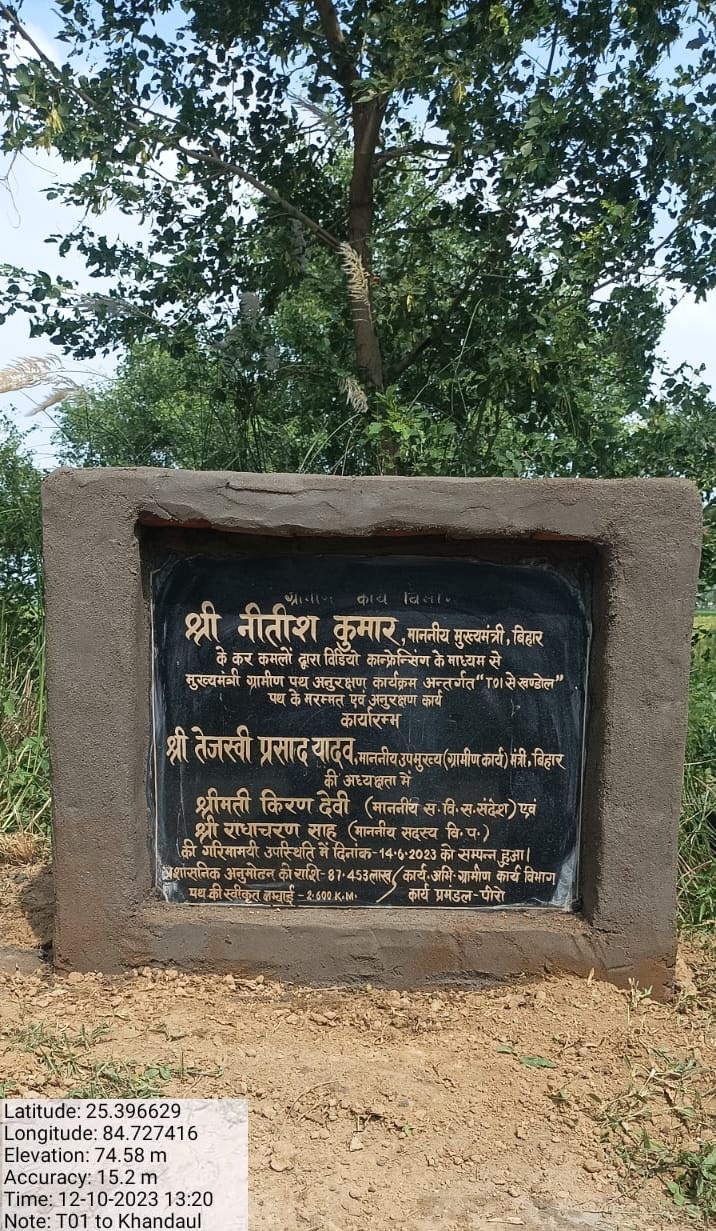 ग्रामीण कार्य विभाग
श्री नीतीश कुमार, माननीय मुख्यमंत्री, बिहार
के कर कमलों द्वारा विडियो कान्फ्रेन्सिंग के माध्यम से
मुख्यमंत्री ग्रामीण पथ अनुरक्षण कार्यक्रम अन्तर्गत "T01 से खण्डोल"
पथ के मरम्मत एवं अनुरक्षण कार्य
कार्यारम्भ
श्री तेजस्वी प्रसाद यादव, माननीय उपमुख्य (ग्रामीण कार्य) मंत्री, बिहार
की अध्यक्षता में
श्रीमती किरण देवी (माननीय स.वि.स.संदेश) एवं
श्री राधाचरण साह (माननीय सदस्य वि.प.)
की गरिमामयी उपस्थिति में दिनांक-14.6.2023 को सम्पन्न हुआ।
प्रशासनिक अनुमोदन की राशि-87.453लाख/ कार्य.अभि-ग्रामीण कार्य विभाग
पथ की स्वीकृत लम्बाई-2.600 K.M. कार्य प्रमंडल-पीरो
Latitude: 25.396629
Longitude: 84.727416
Elevation: 74.58 m
Accuracy: 15.2 m
Time: 12-10-2023 13:20
Note: T01 to Khandaul